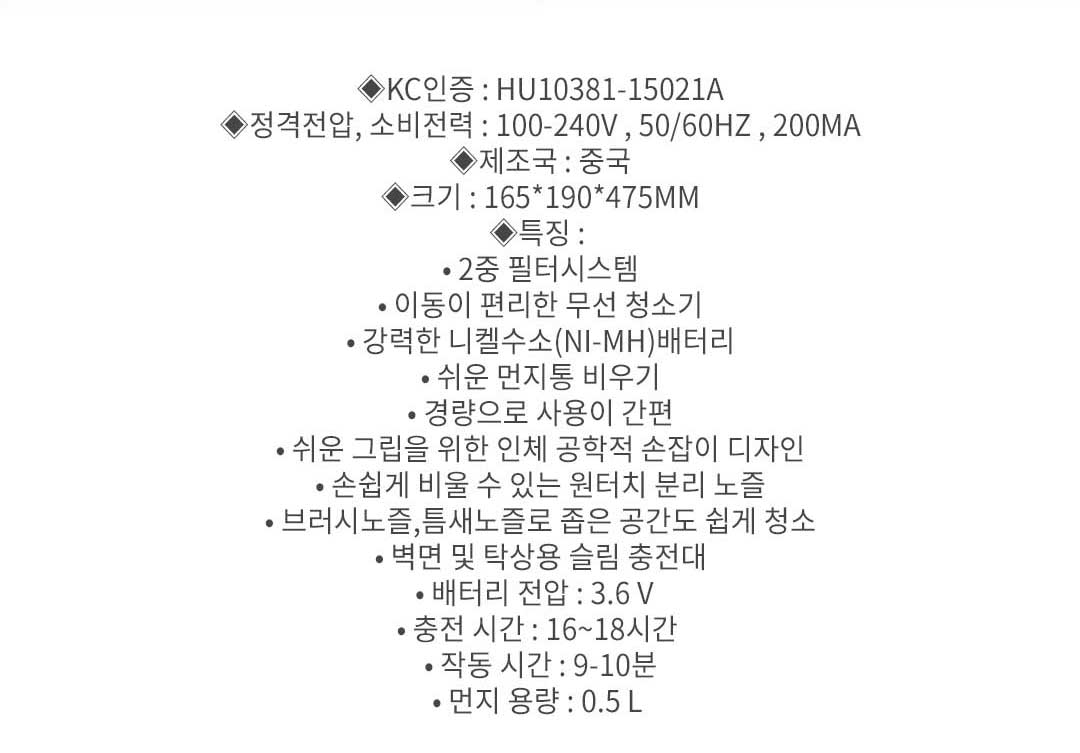 ◈KC인증 : HU10381-15021A
◈정격전압, 소비전력 : 100-240V , 50/60HZ , 200MA
◈제조국 : 중국
◈크기 : 165*190*475MM
◈특징 :
• 2중 필터시스템
• 이동이 편리한 무선 청소기
• 강력한 니켈수소(NI-MH)배터리
• 쉬운 먼지통 비우기
• 경량으로 사용이 간편
• 쉬운 그립을 위한 인체 공학적 손잡이 디자인
• 손쉽게 비울 수 있는 원터치 분리 노즐
• 브러시노즐,틈새노즐로 좁은 공간도 쉽게 청소
• 벽면 및 탁상용 슬림 충전대
• 배터리 전압 : 3.6 V
• 충전 시간 : 16~18시간
• 작동 시간 : 9-10분
• 먼지 용량 : 0.5 L